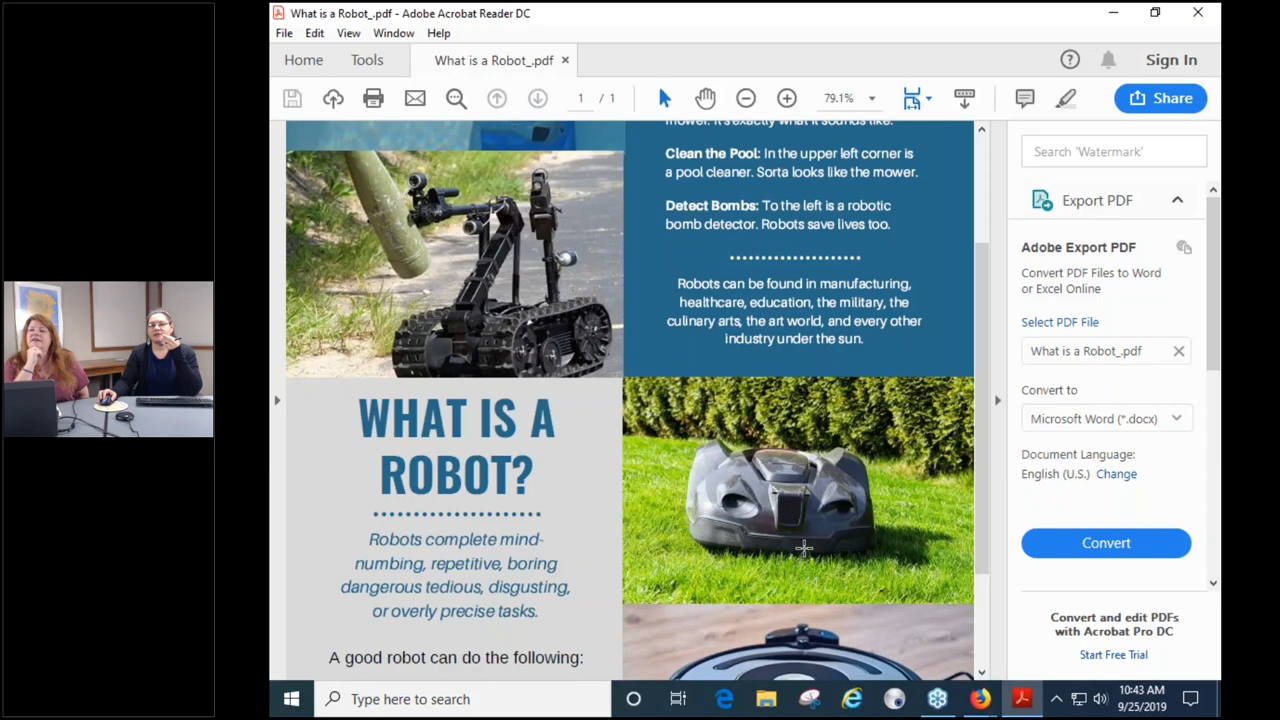 What is a Robot_.pdf - Adobe Acrobat Reader DC
File Edit View Window Help
Home Tools What is a Robot_.pdf × Sign In
1 / 1 79.1% Share
mower. It's exactly what it sounds like.
Clean the Pool: In the upper left corner is
a pool cleaner. Sorta looks like the mower.
Detect Bombs: To the left is a robotic
bomb detector. Robots save lives too.
Robots can be found in manufacturing,
healthcare, education, the military, the
culinary arts, the art world, and every other
industry under the sun.
WHAT IS A
ROBOT?
Robots complete mind-
numbing, repetitive, boring
dangerous tedious, disgusting,
or overly precise tasks.
A good robot can do the following:
Search 'Watermark'
Export PDF
Adobe Export PDF
Convert PDF Files to Word
or Excel Online
Select PDF File
What is a Robot_.pdf
Convert to
Microsoft Word (*.docx)
Document Language:
English (U.S.) Change
Convert
Convert and edit PDFs
with Acrobat Pro DC
Start Free Trial
Type here to search
10:43 AM
9/25/2019